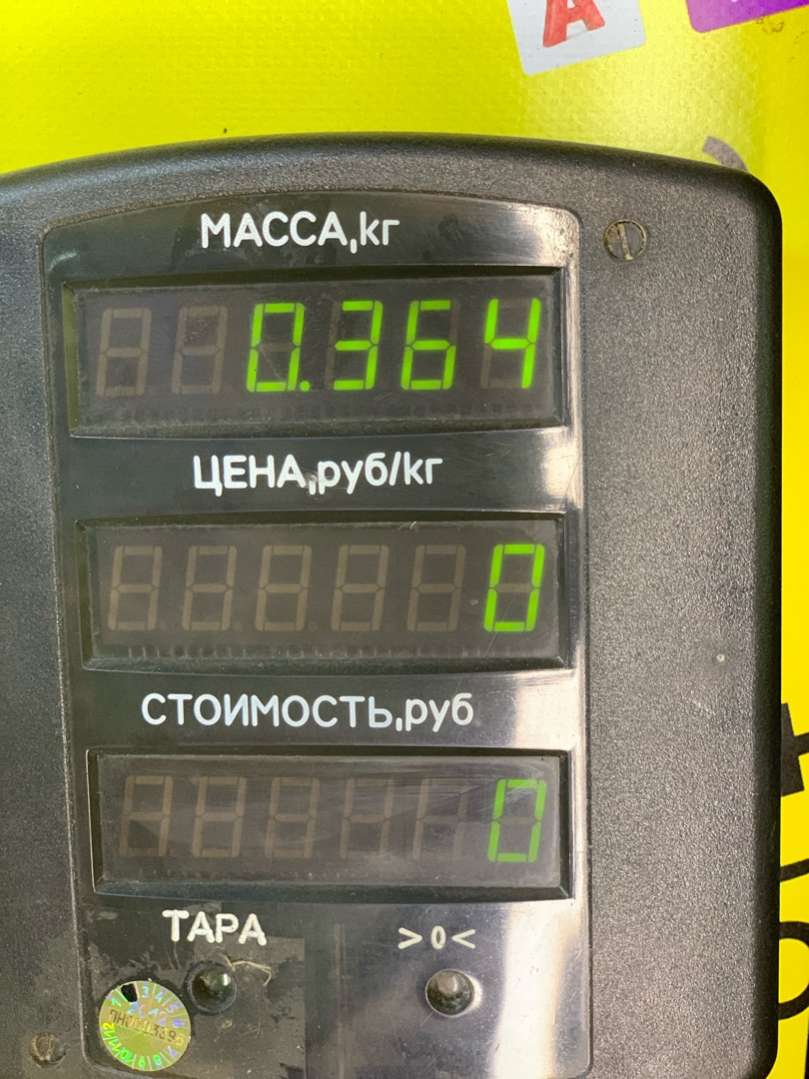 А
МАССА,кг
0.364
ЦЕНА,руб/кг
0
СТОИМОСТЬ,руб
0
ТАРА >0<